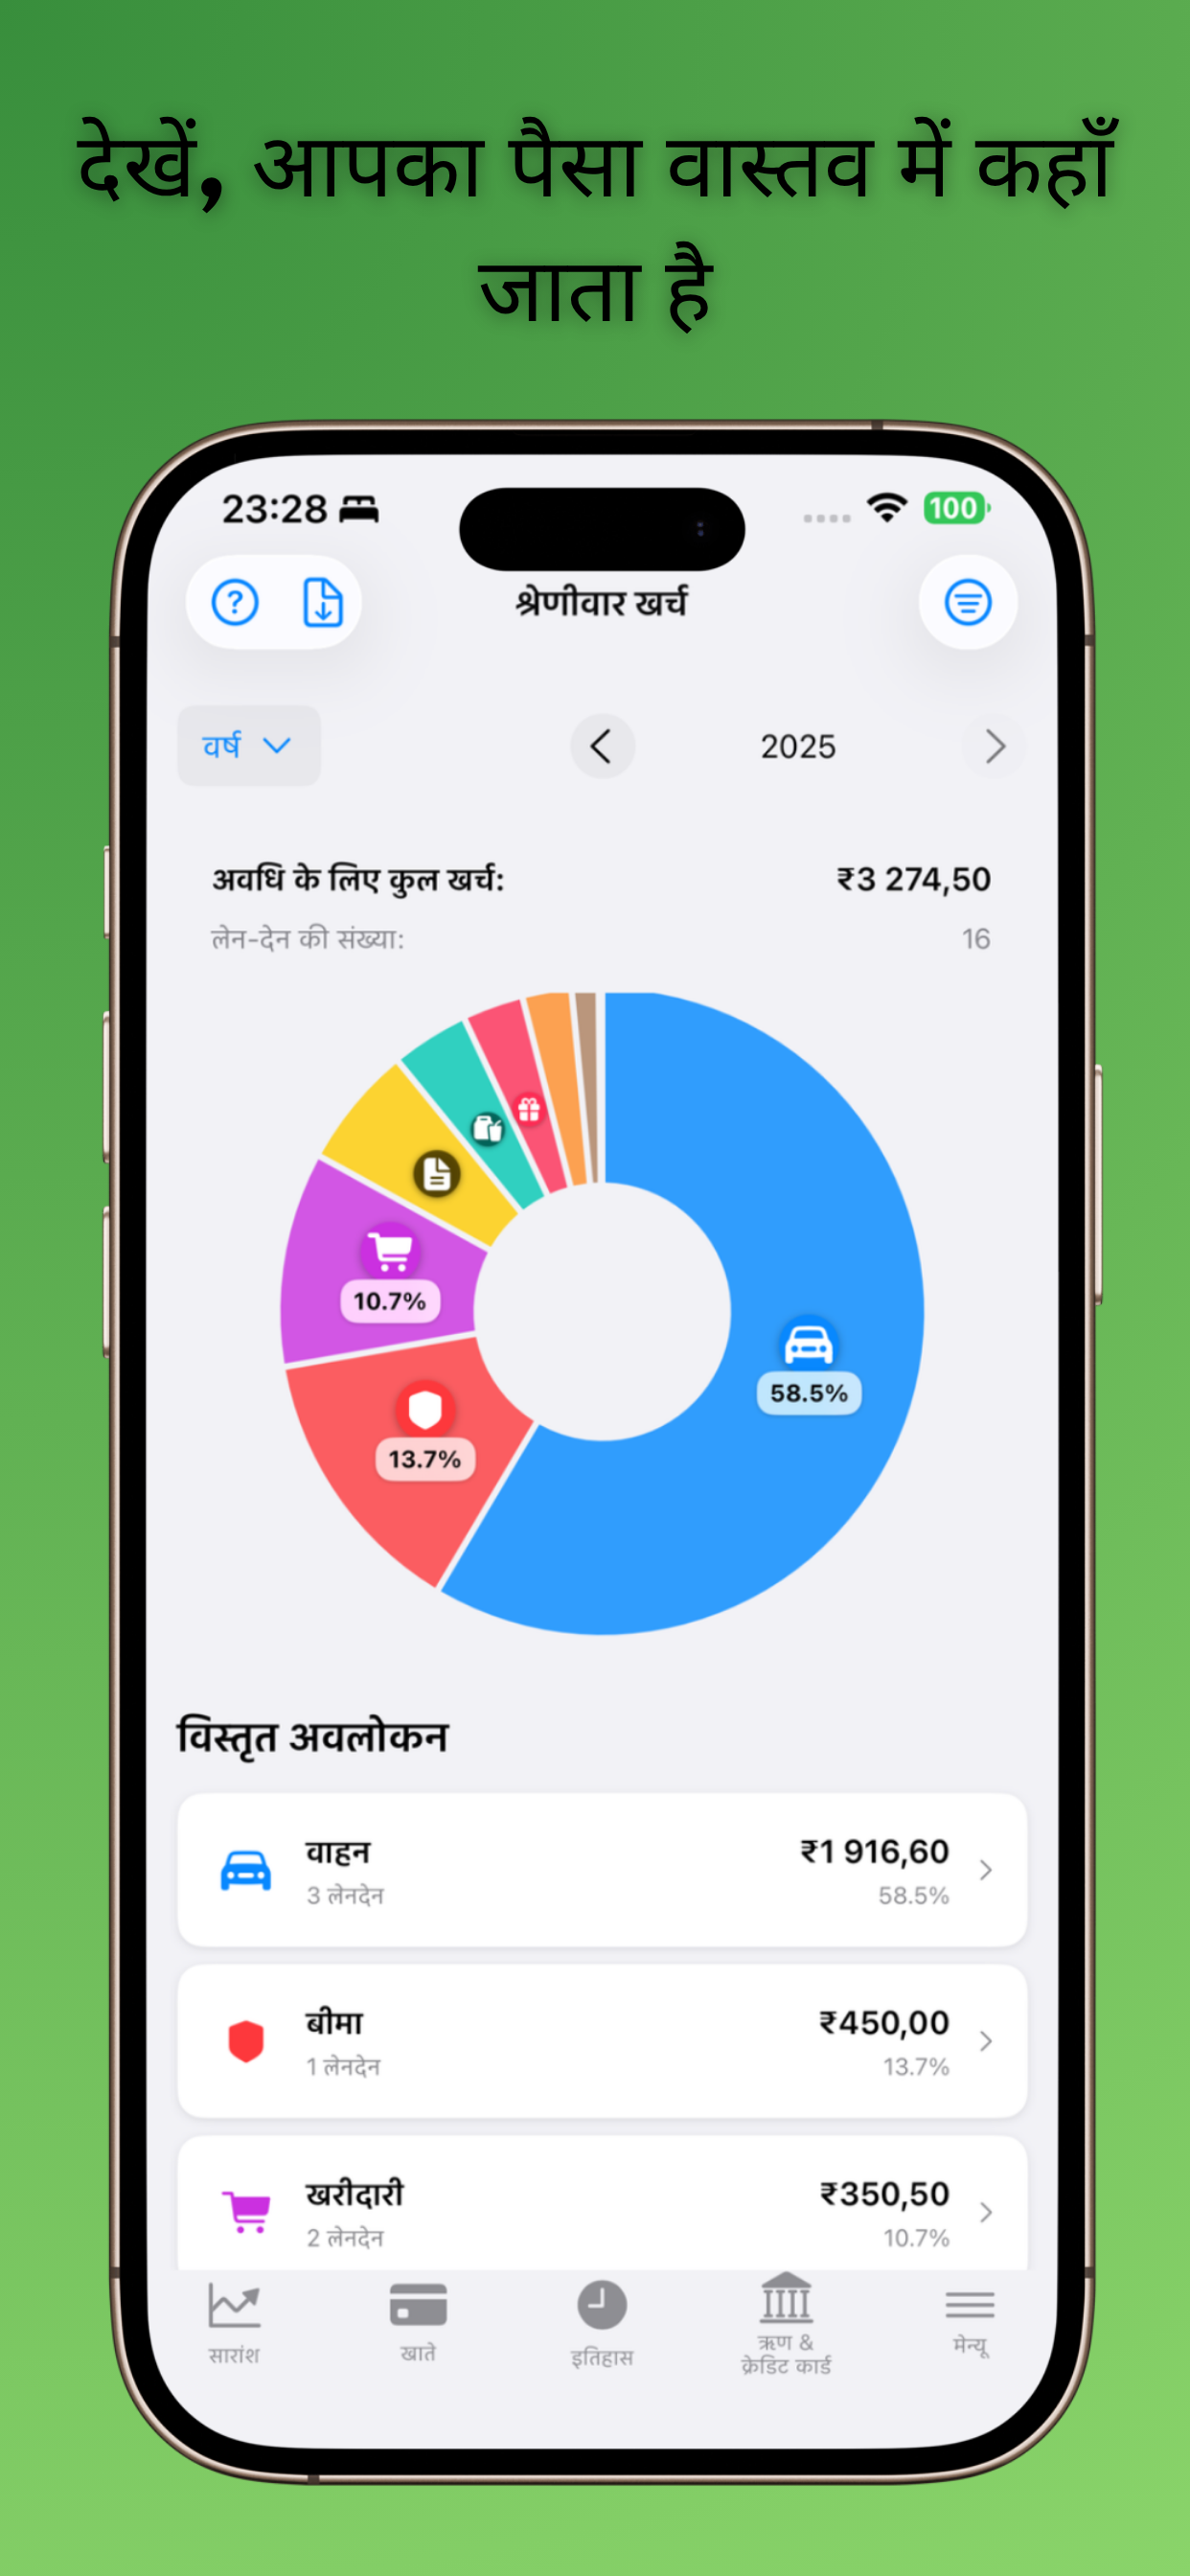 देखें, आपका पैसा वास्तव में कहाँ
जाता है
23:28
100
श्रेणीवार खर्च
वर्ष
2025
अवधि के लिए कुल खर्च: ₹3 274,50
लेन-देन की संख्या: 16
10.7%
58.5%
13.7%
विस्तृत अवलोकन
वाहन ₹1 916,60
3 लेनदेन 58.5%
बीमा ₹450,00
1 लेनदेन 13.7%
खरीदारी ₹350,50
2 लेनदेन 10.7%
सारांश
खाते
इतिहास
ऋण &
क्रेडिट कार्ड
मेन्यू